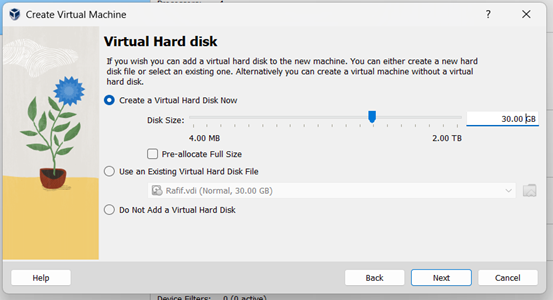 Create Virtual Machine
Virtual Hard disk
If you wish you can add a virtual hard disk to the new machine. You can either create a new hard
disk file or select an existing one. Alternatively you can create a virtual machine without a virtual
hard disk.
Create a Virtual Hard Disk Now
Disk Size:
30.00 GB
4.00 MB
2.00 TB
Pre-allocate Full Size
Use an Existing Virtual Hard Disk File
Rafif.vdi (Normal, 30.00 GB)
Do Not Add a Virtual Hard Disk
Help
Back
Next
Cancel
Device Filters: 0 (0 active)